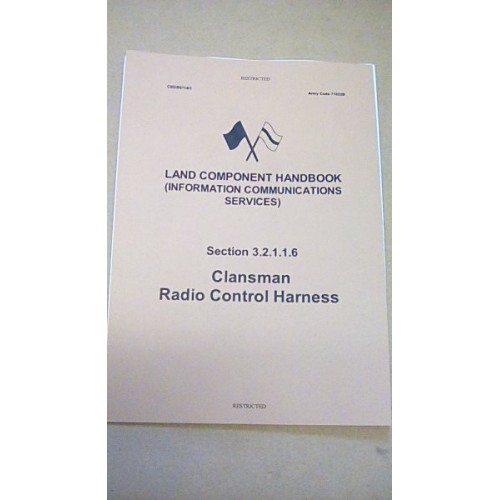 RESTRICTED
LAND COMPONENT HANDBOOK
(INFORMATION COMMUNICATIONS
SERVICES)
Section 3.2.1.1.6
Clansman
Radio Control Harness
RESTRICTED